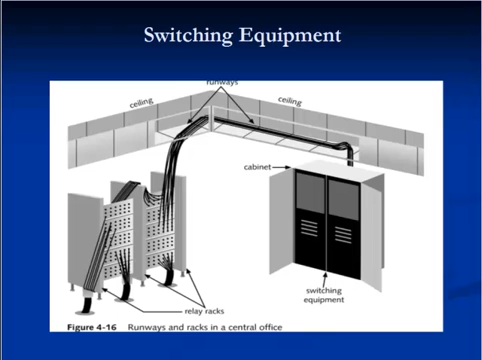 Switching Equipment
runways
ceiling
ceiling
cabinet
switching
equipment
relay racks
Figure 4-16 Runways and racks in a central office